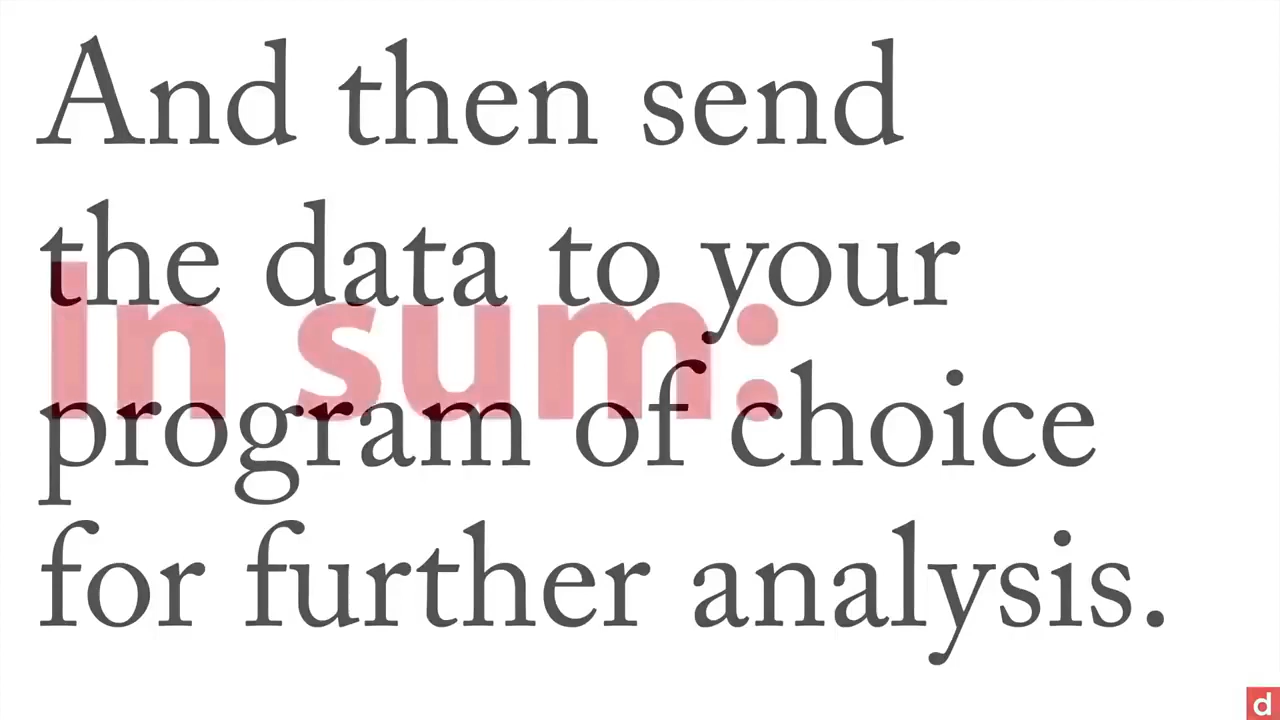 And then send
the data to your
In sum:
program of choice
for further analysis.
d